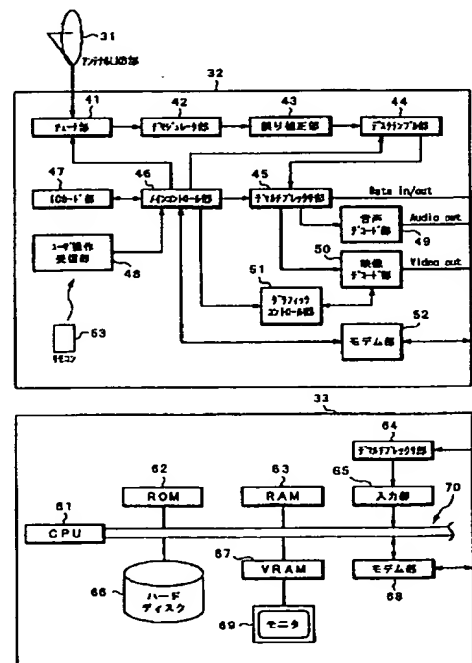 31
アンテナ&LNB部
32
41
42
43
44
チューナ部
デモジュレータ部
誤り補正部
デスクランブル部
47
46
45
ICカード部
メインコントロール部
デマルチプレックサ部
Data in/out
音声
デコード部
Audio out
49
ユーザ操作
受信部
48
50
映像
デコード部
Video out
51
グラフィック
コントロール部
53
リモコン
52
モデム部
33
64
デマルチプレックサ部
62
63
65
ROM
RAM
入力部
70
61
CPU
67
66
ハード
ディスク
VRAM
モデム部
68
69
モニタ